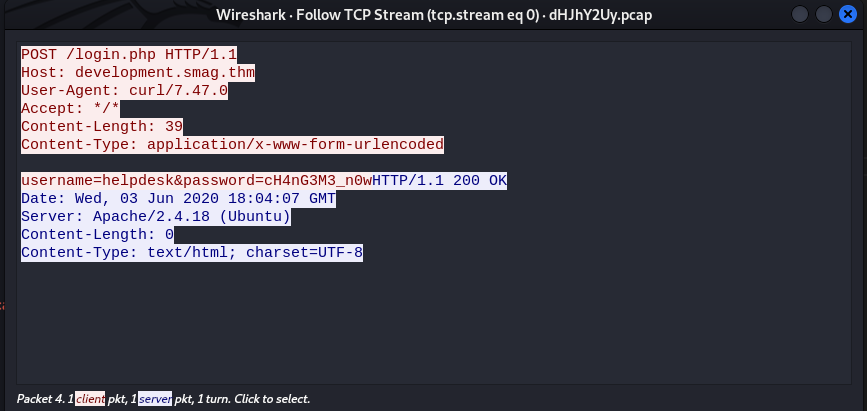 Wireshark · Follow TCP Stream (tcp.stream eq 0) · dHJhY2Uy.pcap
POST /login.php HTTP/1.1
Host: development.smag.thm
User-Agent: curl/7.47.0
Accept: */*
Content-Length: 39
Content-Type: application/x-www-form-urlencoded
username=helpdesk&password=cH4nG3M3_n0wHTTP/1.1 200 OK
Date: Wed, 03 Jun 2020 18:04:07 GMT
Server: Apache/2.4.18 (Ubuntu)
Content-Length: 0
Content-Type: text/html; charset=UTF-8
Packet 4. 1 client pkt, 1 server pkt, 1 turn. Click to select.